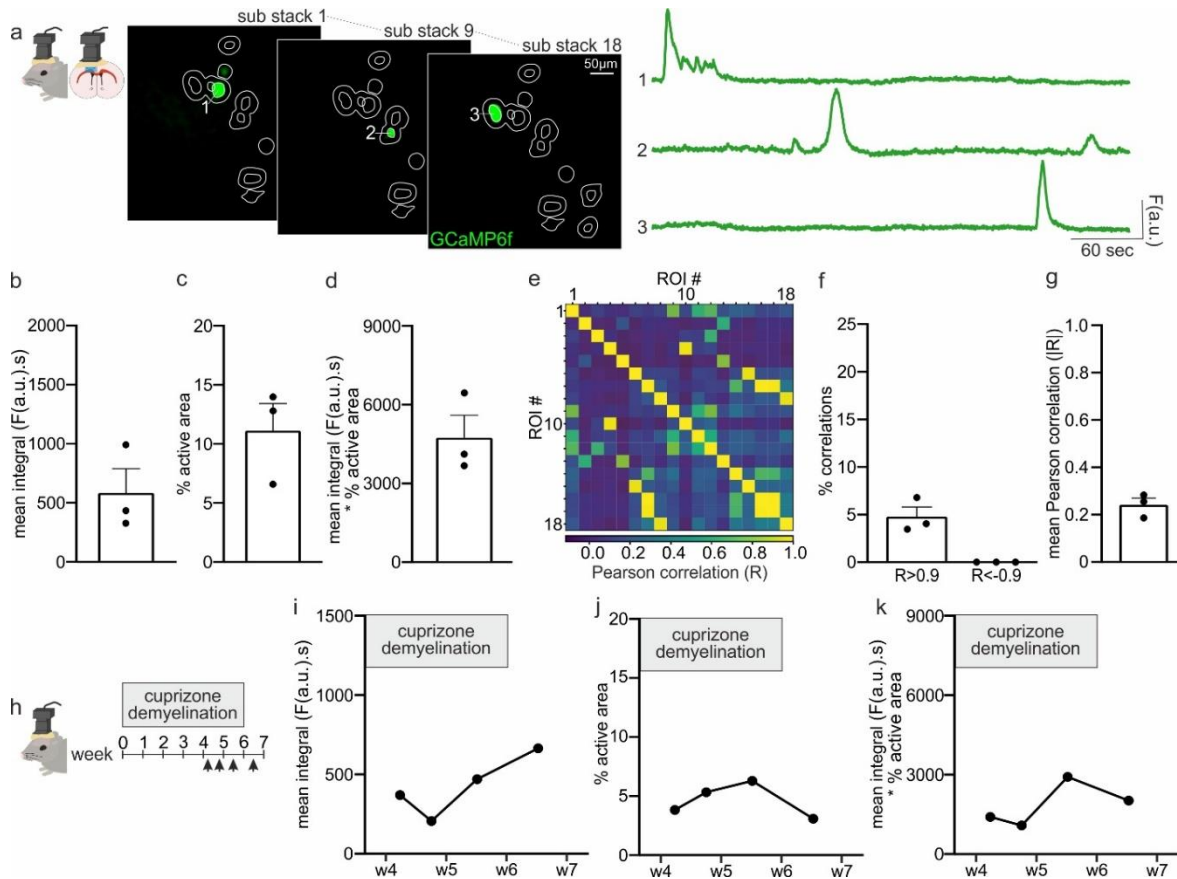 a
sub stack 1
sub stack 9
sub stack 18
50µm
1
2
3
GCaMP6f
1
2
3
F(a.u.)
60 sec
b
mean integral (F(a.u.).s)
2000
1500
1000
500
0
c
% active area
20
15
10
5
0
d
mean integral (F(a.u.).s)
* % active area
9000
6000
3000
0
e
ROI #
1 10 18
ROI #
1
10
18
0.0 0.2 0.4 0.6 0.8 1.0
Pearson correlation (R)
f
% correlations
25
20
15
10
5
0
R>0.9 R<-0.9
g
mean Pearson correlation (|R|)
1.0
0.8
0.6
0.4
0.2
0
h
cuprizone
demyelination
week 0 1 2 3 4 5 6 7
i
mean integral (F(a.u.).s)
1500
1000
500
0
cuprizone
demyelination
w4 w5 w6 w7
j
% active area
20
15
10
5
0
cuprizone
demyelination
w4 w5 w6 w7
k
mean integral (F(a.u.).s)
* % active area
9000
6000
3000
0
cuprizone
demyelination
w4 w5 w6 w7